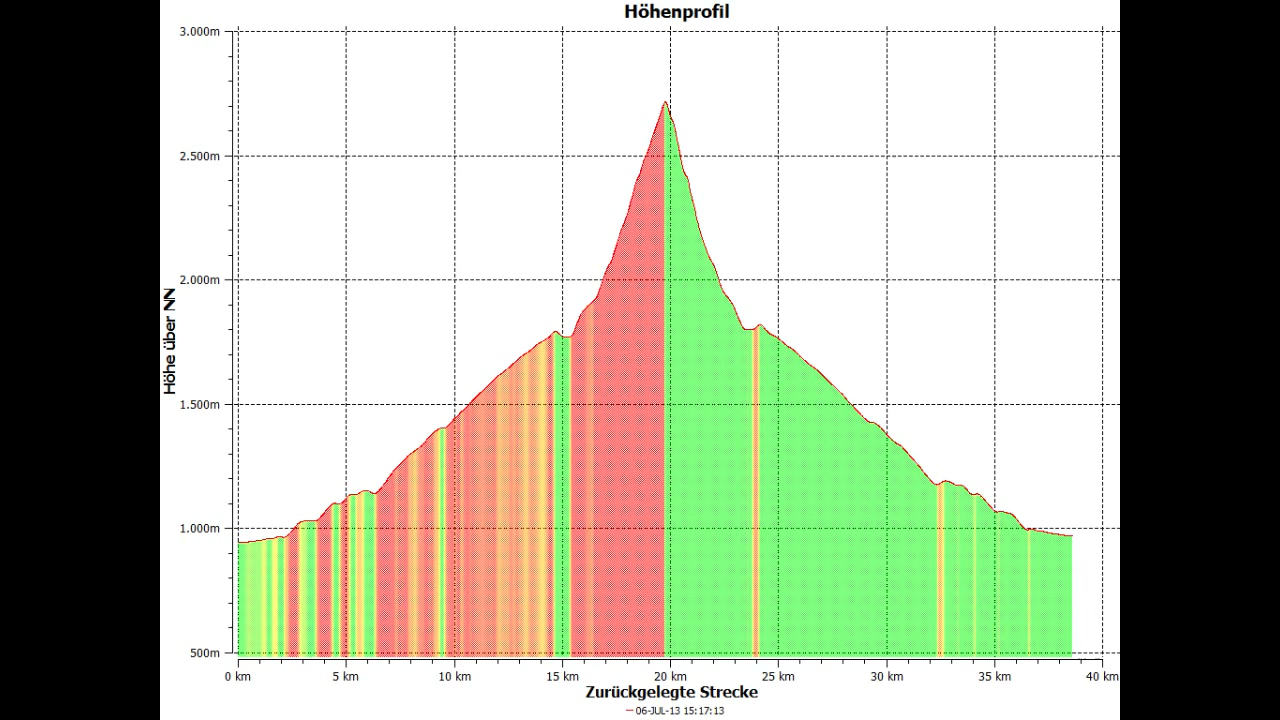 Höhenprofil
3.000m
2.500m
2.000m
1.500m
1.000m
500m
Höhe über NN
0 km 5 km 10 km 15 km 20 km 25 km 30 km 35 km 40 km
Zurückgelegte Strecke
06-JUL-13 15:17:13